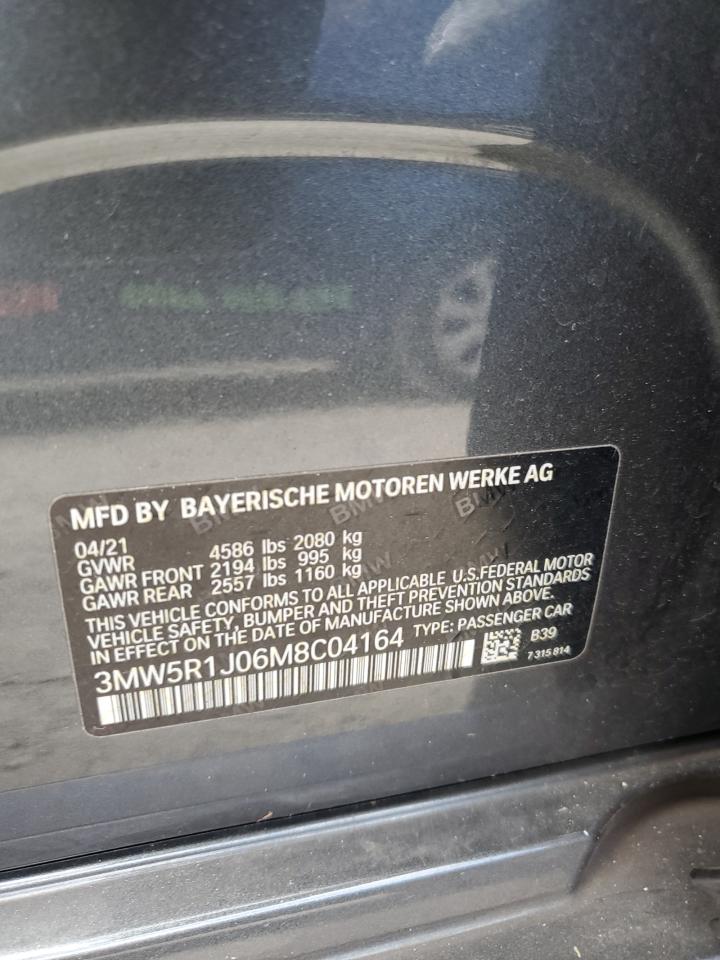 MFD BY BAYERISCHE MOTOREN WERKE AG
04/21
GVWR 4586 lbs 2080 kg
GAWR FRONT 2194 lbs 995 kg
GAWR REAR 2557 lbs 1160 kg
THIS VEHICLE CONFORMS TO ALL APPLICABLE U.S.FEDERAL MOTOR
VEHICLE SAFETY, BUMPER AND THEFT PREVENTION STANDARDS
IN EFFECT ON THE DATE OF MANUFACTURE SHOWN ABOVE.
3MW5R1J06M8C04164 TYPE: PASSENGER CAR
B39
7 315 814